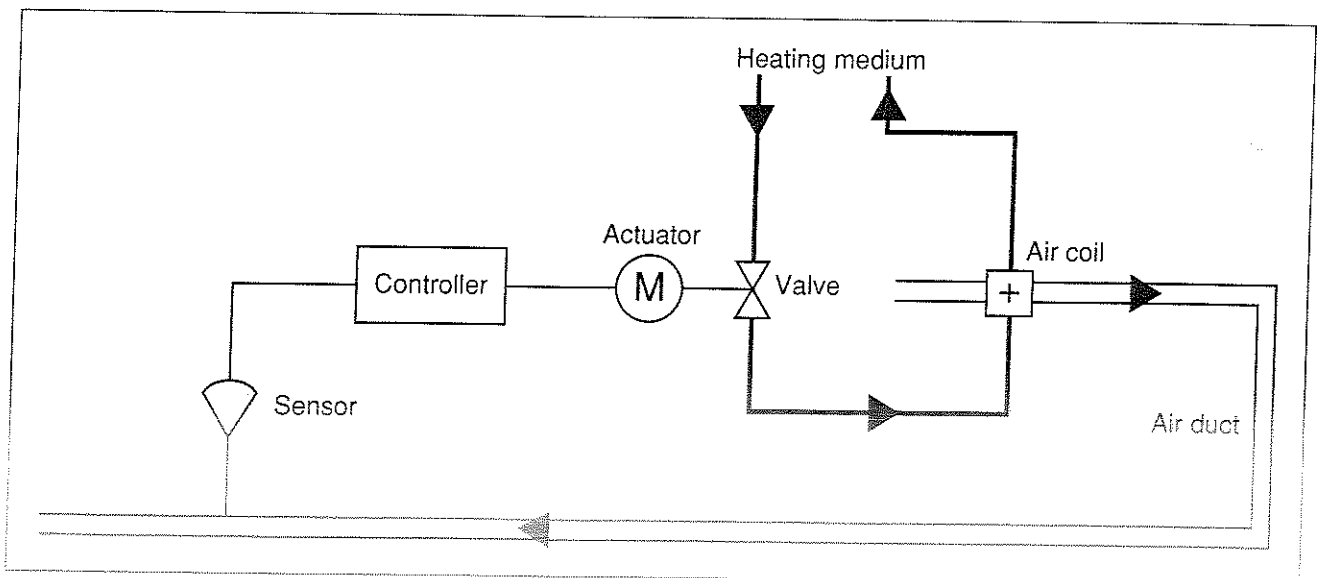 Heating medium
Actuator
Controller
M
Valve
Air coil
+
Sensor
Air duct